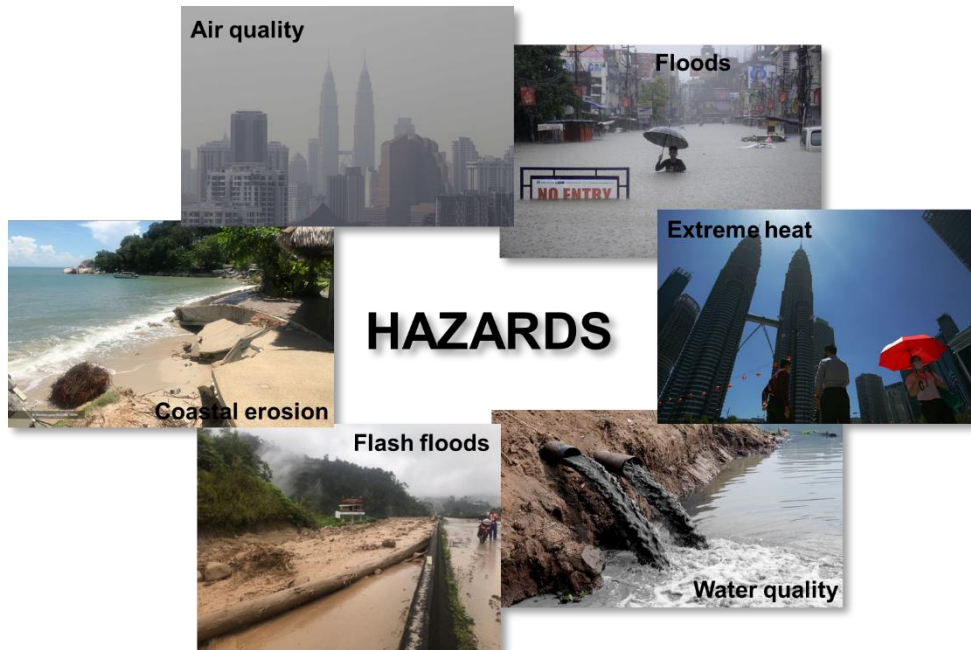 Air quality
Floods
NO ENTRY
Extreme heat
HAZARDS
Coastal erosion
Flash floods
Water quality